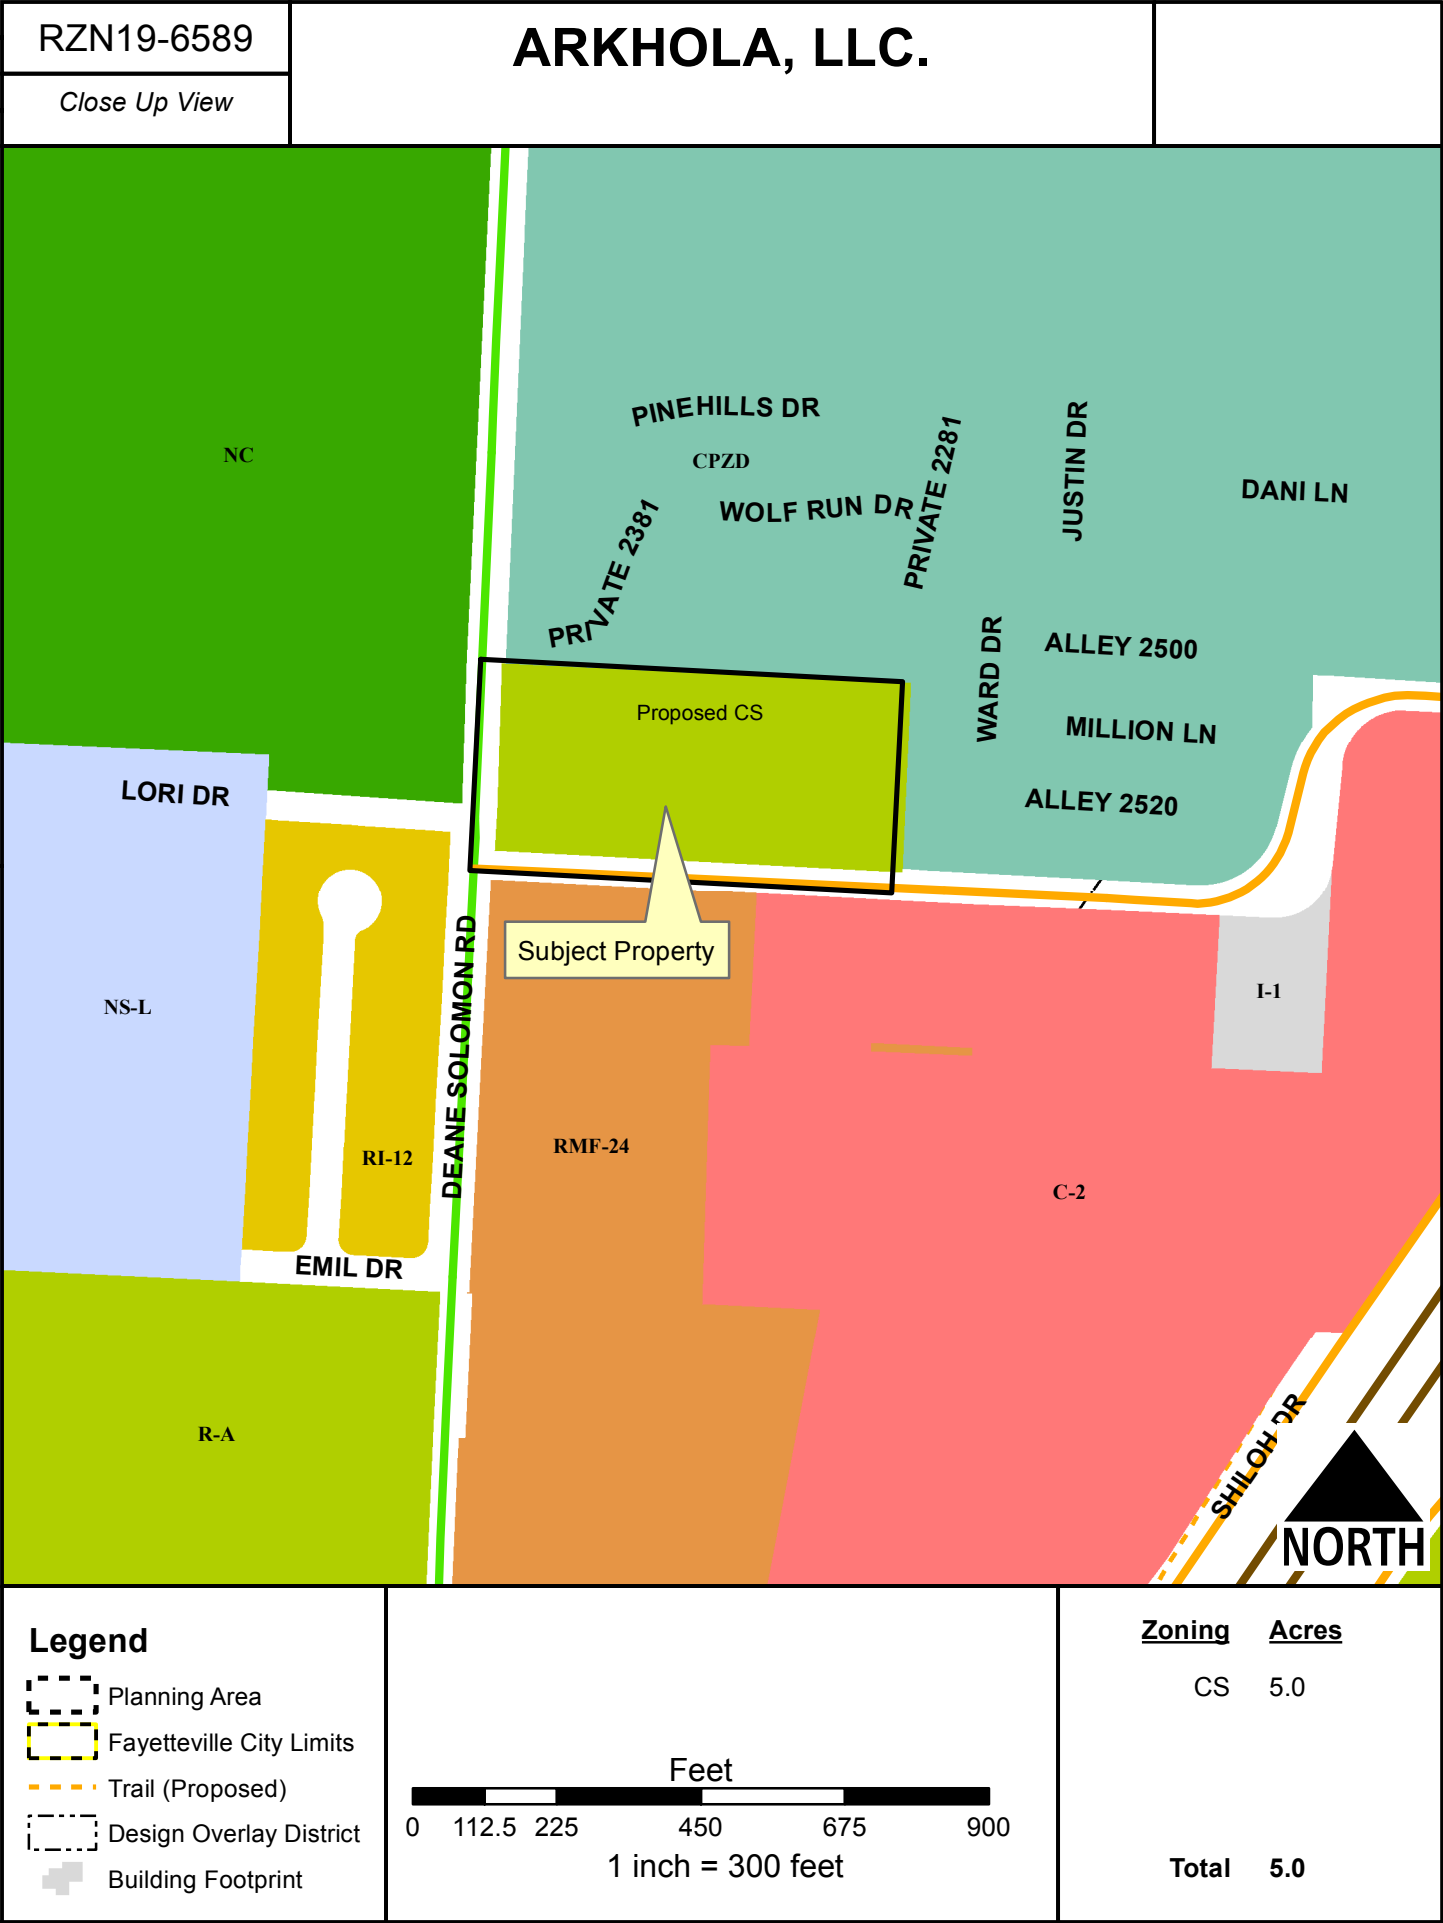 RZN19-6589
Close Up View
ARKHOLA, LLC.
PINEHILLS DR
NC
CPZD
PRIVATE 2281
JUSTIN DR
DANI LN
WOLF RUN DR
PRIVATE 2381
WARD DR
ALLEY 2500
Proposed CS
MILLION LN
LORI DR
ALLEY 2520
Subject Property
DEANE SOLOMON RD
I-1
NS-L
RI-12
RMF-24
C-2
EMIL DR
R-A
SHILOH DR
NORTH
Legend
Planning Area
Fayetteville City Limits
Trail (Proposed)
Design Overlay District
Building Footprint
Feet
0 112.5 225 450 675 900
1 inch = 300 feet
Zoning Acres
CS 5.0
Total 5.0